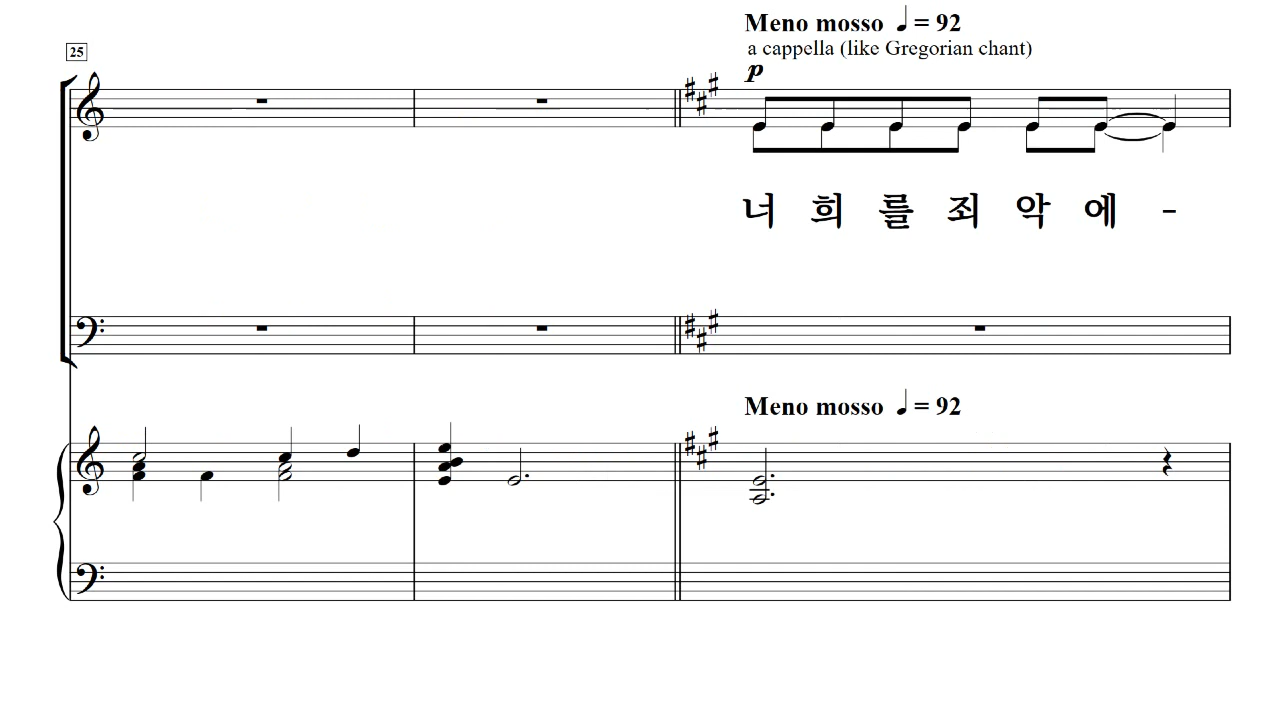 Meno mosso ♩ = 92
25
a cappella (like Gregorian chant)
p
너 희 를 죄 악 에 -
Meno mosso ♩ = 92